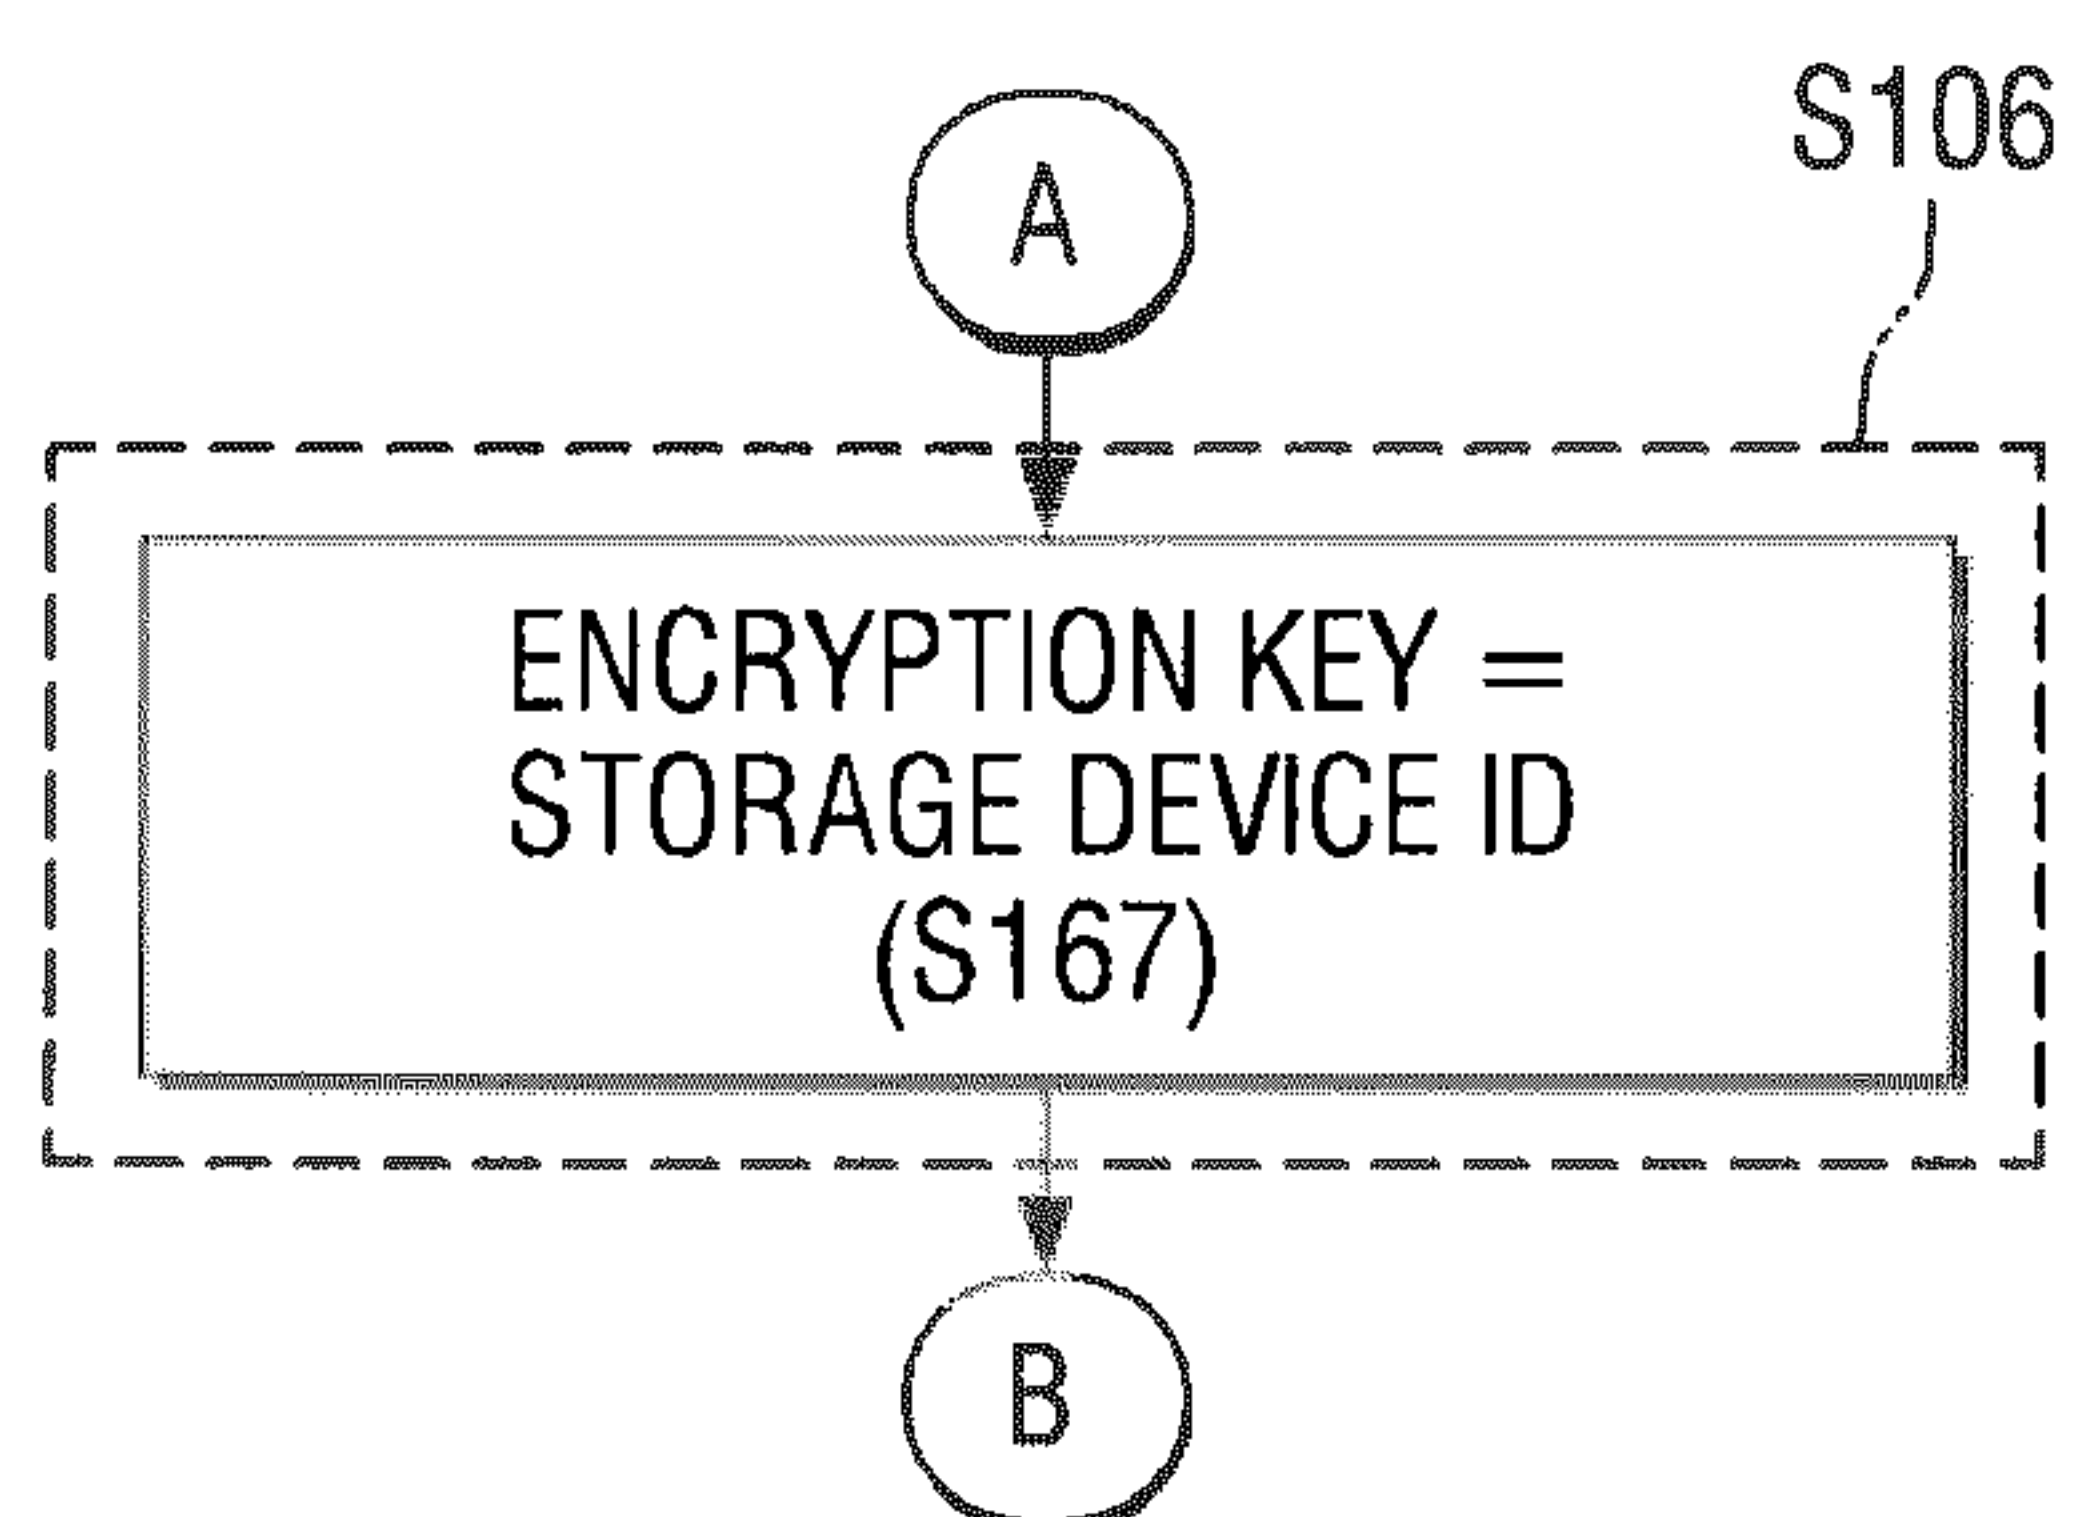 S106
A
ENCRYPTION KEY =
STORAGE DEVICE ID
(S167)
B